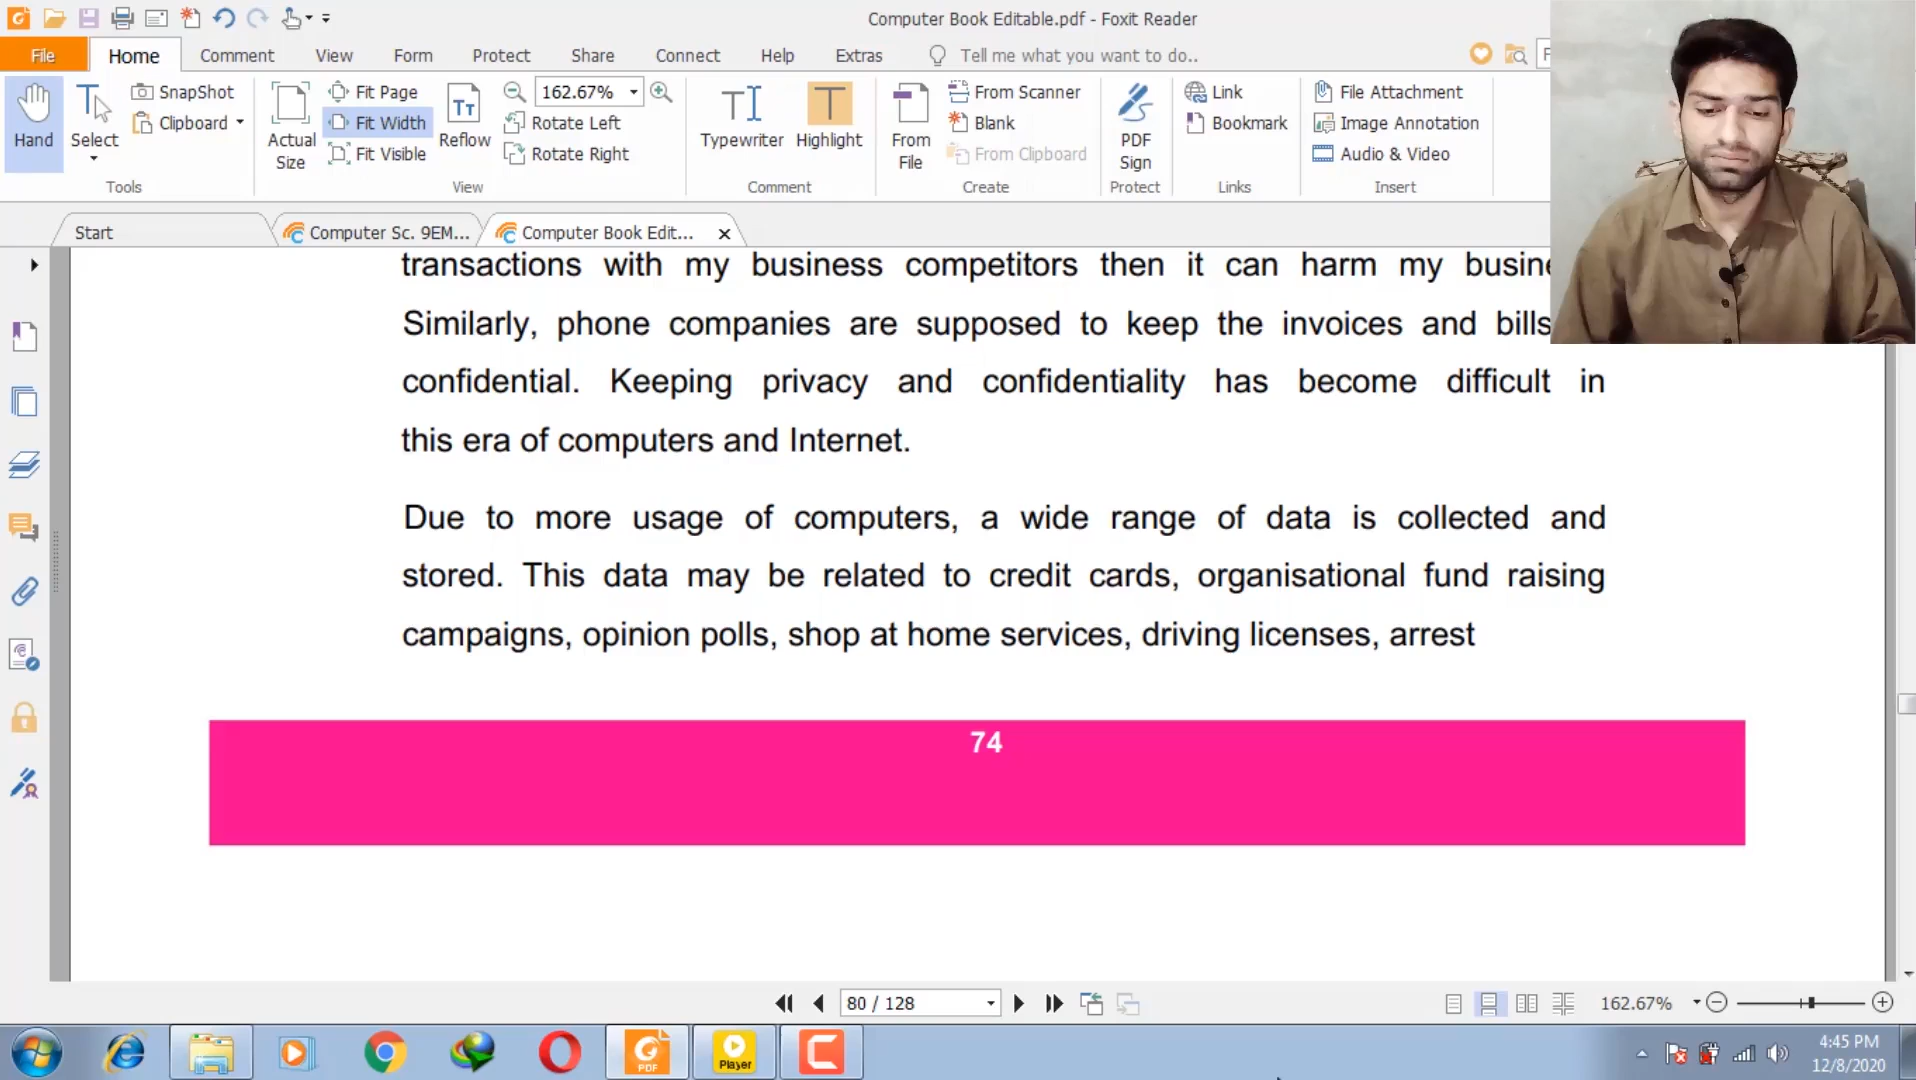 Computer Book Editable.pdf - Foxit Reader
File Home Comment View Form Protect Share Connect Help Extras Tell me what you want to do..
Hand
Select
SnapShot
Clipboard
Tools
Actual Size
Fit Page
Fit Width
Fit Visible
Reflow
162.67%
Rotate Left
Rotate Right
View
Typewriter
Highlight
Comment
From File
From Scanner
Blank
From Clipboard
Create
PDF Sign
Protect
Link
Bookmark
Links
File Attachment
Image Annotation
Audio & Video
Insert
Start Computer Sc. 9EM... Computer Book Edit...
transactions with my business competitors then it can harm my
Similarly, phone companies are supposed to keep the invoices and bills
confidential. Keeping privacy and confidentiality has become difficult in
this era of computers and Internet.
Due to more usage of computers, a wide range of data is collected and
stored. This data may be related to credit cards, organisational fund raising
campaigns, opinion polls, shop at home services, driving licenses, arrest
74
80 / 128
162.67%
PDF
Player
4:45 PM
12/8/2020